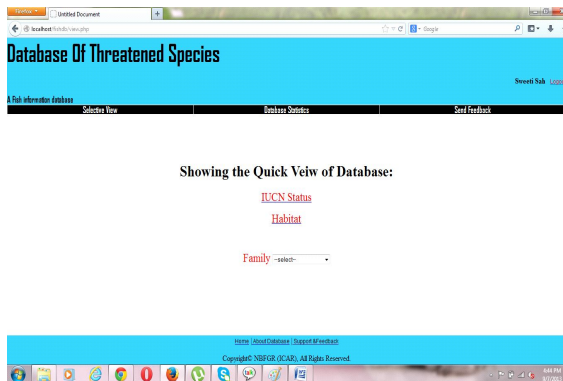 Firefox
Untitled Document
localhost/fishdb/view.php
Google
Database Of Threatened Species
Sweeti Sah
A Fish information database
Selective View Database Statistics Send Feedback
Showing the Quick Veiw of Database:
IUCN Status
Habitat
Family --select--
Home | About Database | Support &Feedback
Copyright© NBFGR (ICAR), All Rights Reserved.